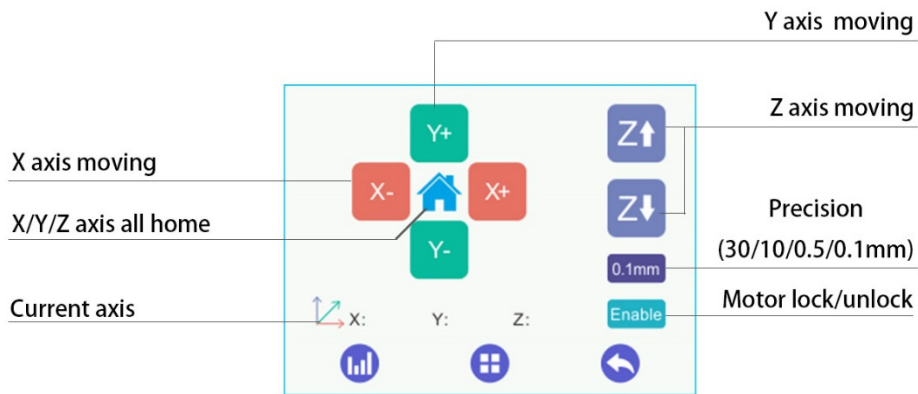 Y axis moving
Y+
Z↑
Z axis moving
X axis moving
X-
X+
X/Y/Z axis all home
Z↓
Y-
Precision
(30/10/0.5/0.1mm)
0.1mm
Motor lock/unlock
Current axis
X: Y: Z:
Enable